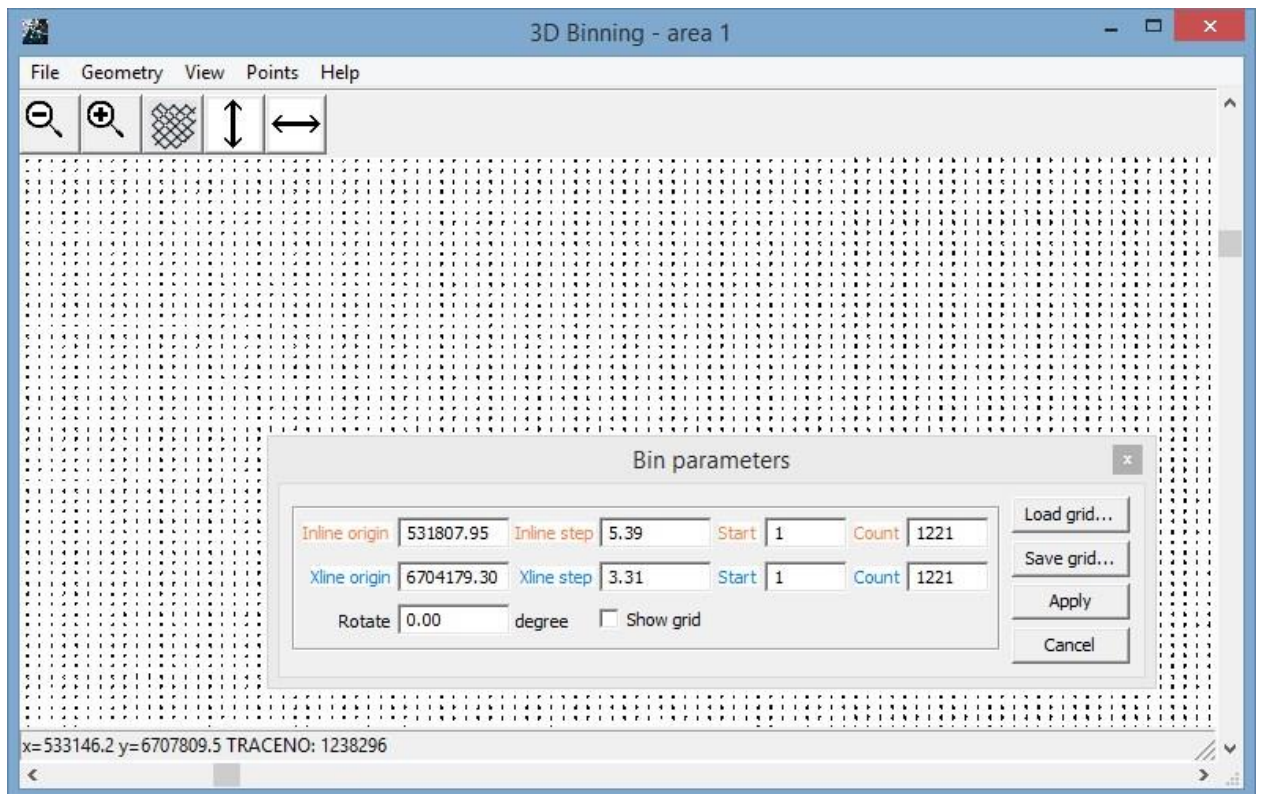 3D Binning - area 1
File Geometry View Points Help
Bin parameters
Inline origin 531807.95 Inline step 5.39 Start 1 Count 1221
Xline origin 6704179.30 Xline step 3.31 Start 1 Count 1221
Rotate 0.00 degree Show grid
Load grid...
Save grid...
Apply
Cancel
x=533146.2 y=6707809.5 TRACENO: 1238296